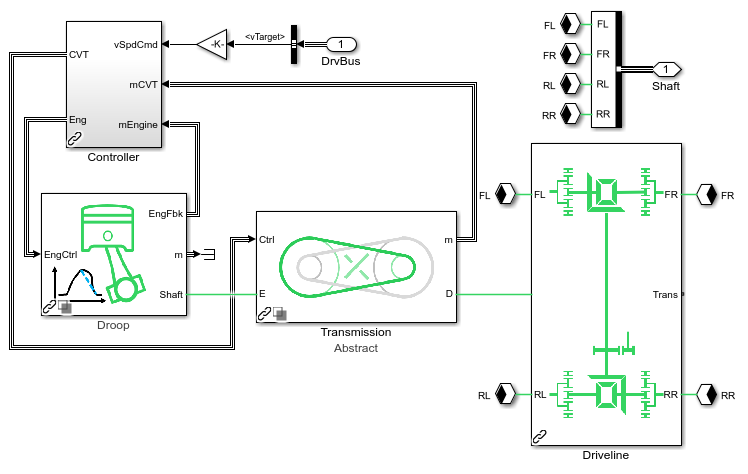 CVT
vSpdCmd
-K-
<vTarget>
1
DrvBus
mCVT
Eng
mEngine
Controller
FL
FL
FR
FR
RL
RL
RR
RR
1
Shaft
EngFbk
EngCtrl
m
Shaft
Droop
Ctrl
m
E
D
Transmission
Abstract
FL
FL
FR
FR
Trans
RL
RL
RR
RR
Driveline